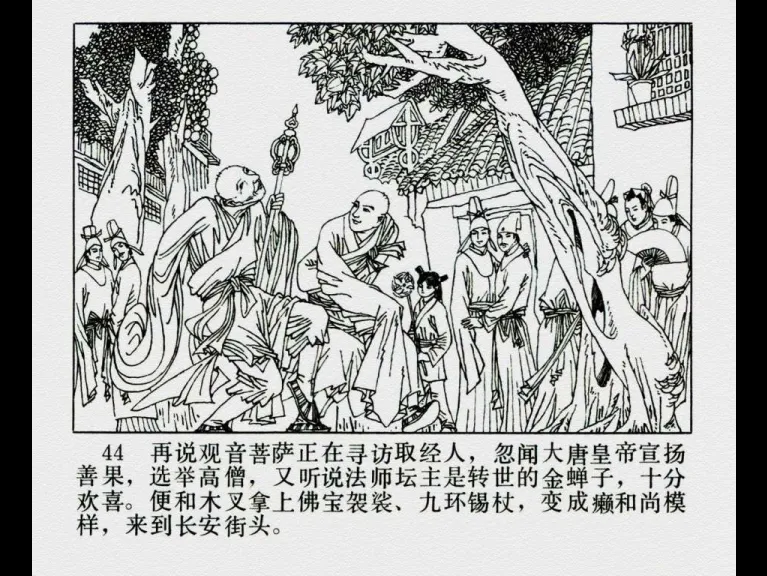 44 再说观音菩萨正在寻访取经人，忽闻大唐皇帝宣扬
善果，选举高僧，又听说法师坛主是转世的金蝉子，十分
欢喜。便和木叉拿上佛宝袈裟、九环锡杖，变成癞和尚模
样，来到长安街头。